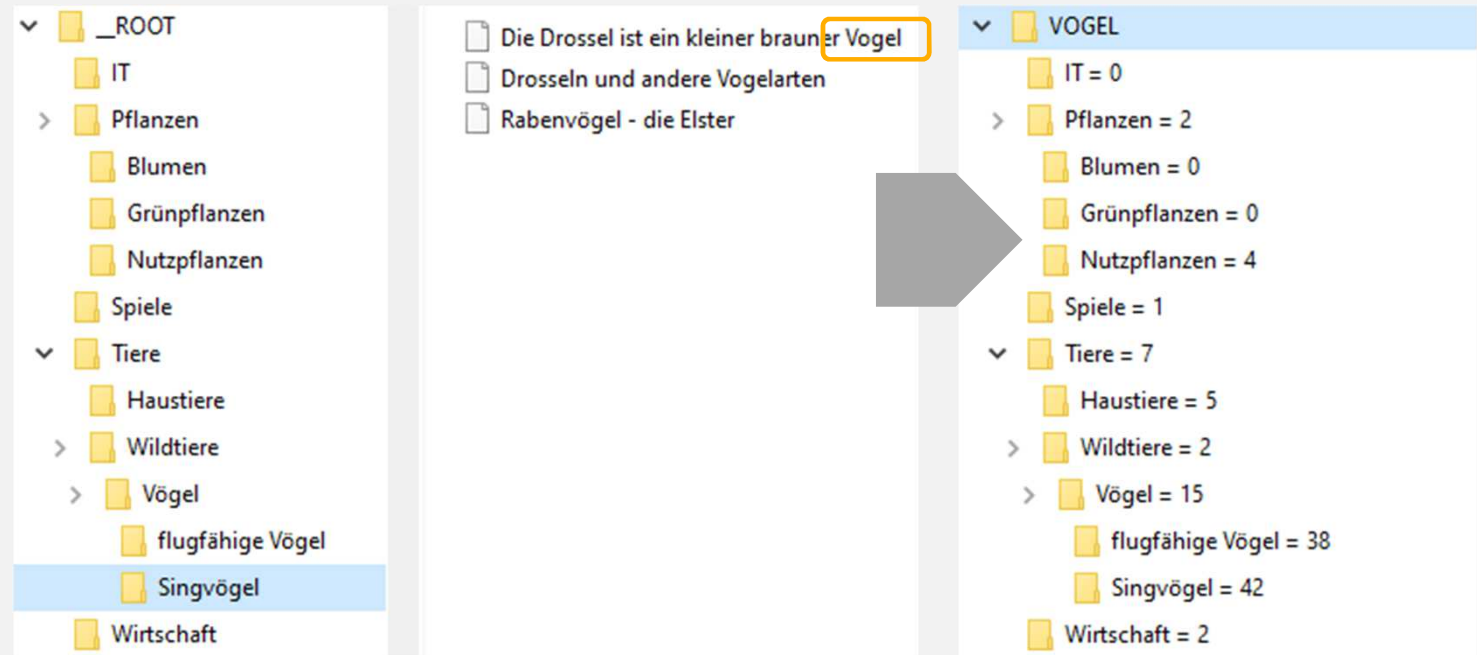 __ROOT
IT
Pflanzen
Blumen
Grünpflanzen
Nutzpflanzen
Spiele
Tiere
Haustiere
Wildtiere
Vögel
flugfähige Vögel
Singvögel
Wirtschaft
Die Drossel ist ein kleiner brauner Vogel
Drosseln und andere Vogelarten
Rabenvögel - die Elster
VOGEL
IT = 0
Pflanzen = 2
Blumen = 0
Grünpflanzen = 0
Nutzpflanzen = 4
Spiele = 1
Tiere = 7
Haustiere = 5
Wildtiere = 2
Vögel = 15
flugfähige Vögel = 38
Singvögel = 42
Wirtschaft = 2